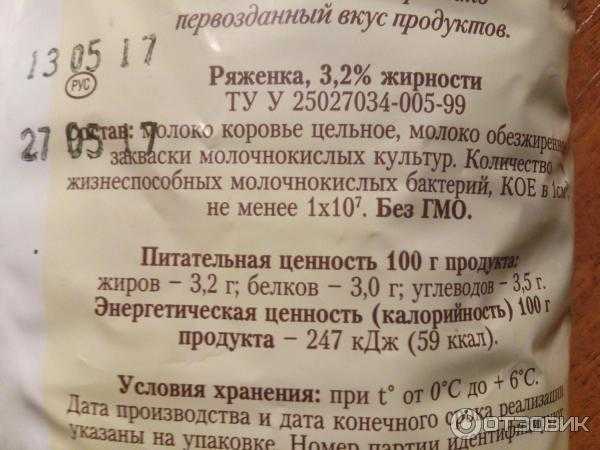 первозданный вкус продуктов.
13 05 17
РУС
Ряженка, 3,2% жирности
ТУ У 25027034-005-99
27 05 17
Состав: молоко коровье цельное, молоко обезжиренное,
закваски молочнокислых культур. Количество
жизнеспособных молочнокислых бактерий, КОЕ в 1см³
не менее 1x10⁷. Без ГМО.
Питательная ценность 100 г продукта:
жиров – 3,2 г; белков – 3,0 г; углеводов – 3,5 г.
Энергетическая ценность (калорийность) 100 г
продукта – 247 кДж (59 ккал).
Условия хранения: при t° от 0°C до + 6°C.
Дата производства и дата конечного срока реализации
указаны на упаковке. Номер партии
ОТЗОВИК